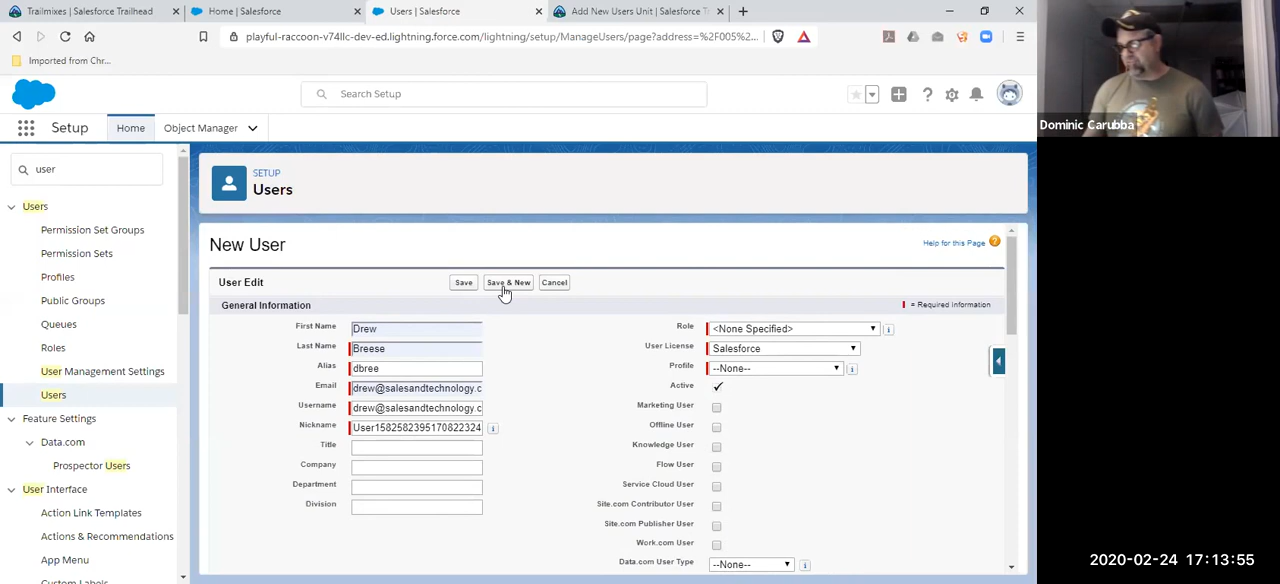 Trailmixes | Salesforce Trailhead
Home | Salesforce
Users | Salesforce
Add New Users Unit | Salesforce T
playful-raccoon-v74llc-dev-ed.lightning.force.com/lightning/setup/ManageUsers/page?address=%2F005%2...
Imported from Chr...
Search Setup
Dominic Carubba
Setup
Home
Object Manager
user
SETUP
Users
Users
Permission Set Groups
Permission Sets
Profiles
Public Groups
Queues
Roles
User Management Settings
Users
Feature Settings
Data.com
Prospector Users
User Interface
Action Link Templates
Actions & Recommendations
App Menu
Custom Labels
New User
Help for this Page
User Edit
Save
Save & New
Cancel
General Information
= Required Information
First Name
Drew
Role
<None Specified>
Last Name
Breese
User License
Salesforce
Alias
dbree
Profile
--None--
Email
drew@salesandtechnology.c
Active
Username
drew@salesandtechnology.c
Marketing User
Nickname
User1582582395170822324
Offline User
Title
Knowledge User
Company
Flow User
Department
Service Cloud User
Division
Site.com Contributor User
Site.com Publisher User
Work.com User
Data.com User Type
--None--
2020-02-24 17:13:55